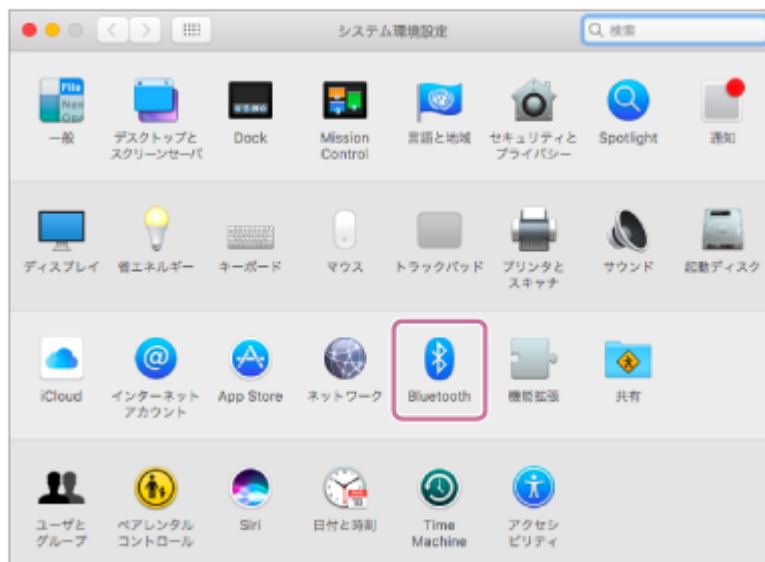 システム環境設定
検索
File
New
Ope
一般
デスクトップと
スクリーンセーバ
Dock
Mission
Control
言語と地域
セキュリティと
プライバシー
Spotlight
通知
ディスプレイ
省エネルギー
キーボード
マウス
トラックパッド
プリンタと
スキャナ
サウンド
起動ディスク
iCloud
インターネット
アカウント
App Store
ネットワーク
Bluetooth
機能拡張
共有
ユーザと
グループ
ペアレンタル
コントロール
Siri
日付と時刻
Time
Machine
アクセシ
ビリティ